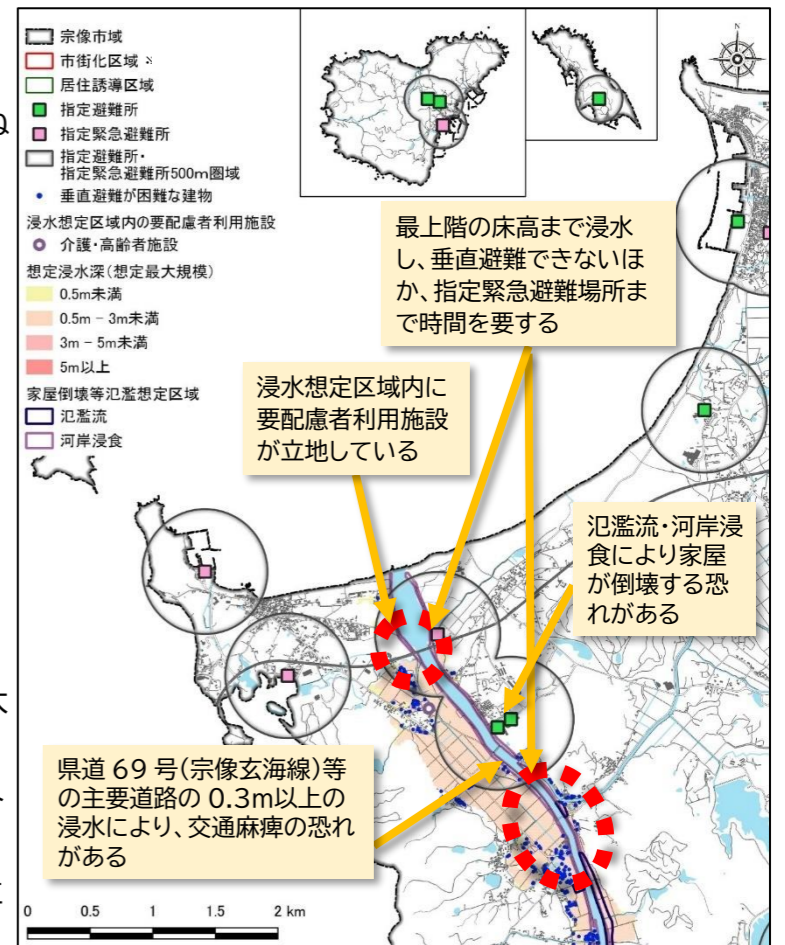 宗像市域
市街化区域 ※
居住誘導区域
指定避難所
指定緊急避難所
指定避難所・
指定緊急避難所500m圏域
垂直避難が困難な建物
浸水想定区域内の要配慮者利用施設
介護・高齢者施設
想定浸水深(想定最大規模)
0.5m未満
0.5m － 3m未満
3m － 5m未満
5m以上
家屋倒壊等氾濫想定区域
氾濫流
河岸浸食
N
最上階の床高まで浸水
し、垂直避難できないほ
か、指定緊急避難場所ま
で時間を要する
浸水想定区域内に
要配慮者利用施設
が立地している
氾濫流・河岸浸
食により家屋
が倒壊する恐
れがある
県道 69 号(宗像玄海線)等
の主要道路の 0.3m以上の
浸水により、交通麻痺の恐れ
がある
0 0.5 1 1.5 2 km